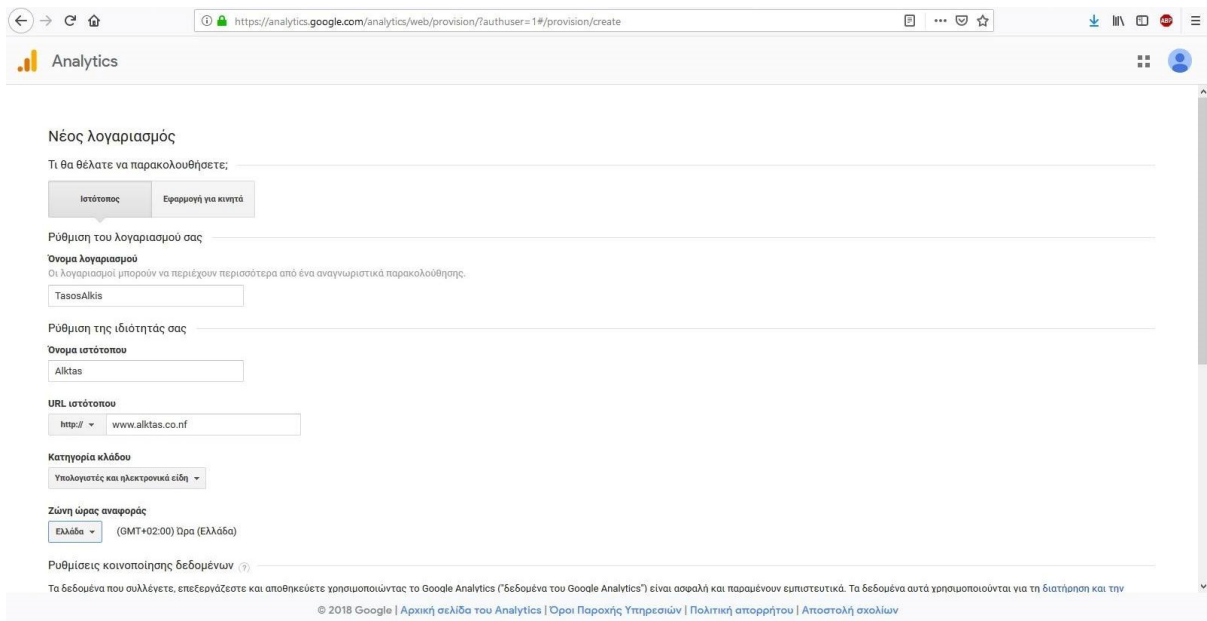 https://analytics.google.com/analytics/web/provision/?authuser=1#/provision/create
ABP
Analytics
Νέος λογαριασμός
Τι θα θέλατε να παρακολουθήσετε;
Ιστότοπος Εφαρμογή για κινητά
Ρύθμιση του λογαριασμού σας
Όνομα λογαριασμού
Οι λογαριασμοί μπορούν να περιέχουν περισσότερα από ένα αναγνωριστικά παρακολούθησης.
TasosAlkis
Ρύθμιση της ιδιότητάς σας
Όνομα ιστότοπου
Alktas
URL ιστότοπου
http:// www.alktas.co.nf
Κατηγορία κλάδου
Υπολογιστές και ηλεκτρονικά είδη
Ζώνη ώρας αναφοράς
Ελλάδα (GMT+02:00) Ώρα (Ελλάδα)
Ρυθμίσεις κοινοποίησης δεδομένων ?
Τα δεδομένα που συλλέγετε, επεξεργάζεστε και αποθηκεύετε χρησιμοποιώντας το Google Analytics ("δεδομένα του Google Analytics") είναι ασφαλή και παραμένουν εμπιστευτικά. Τα δεδομένα αυτά χρησιμοποιούνται για τη διατήρηση και την
© 2018 Google | Αρχική σελίδα του Analytics | Όροι Παροχής Υπηρεσιών | Πολιτική απορρήτου | Αποστολή σχολίων